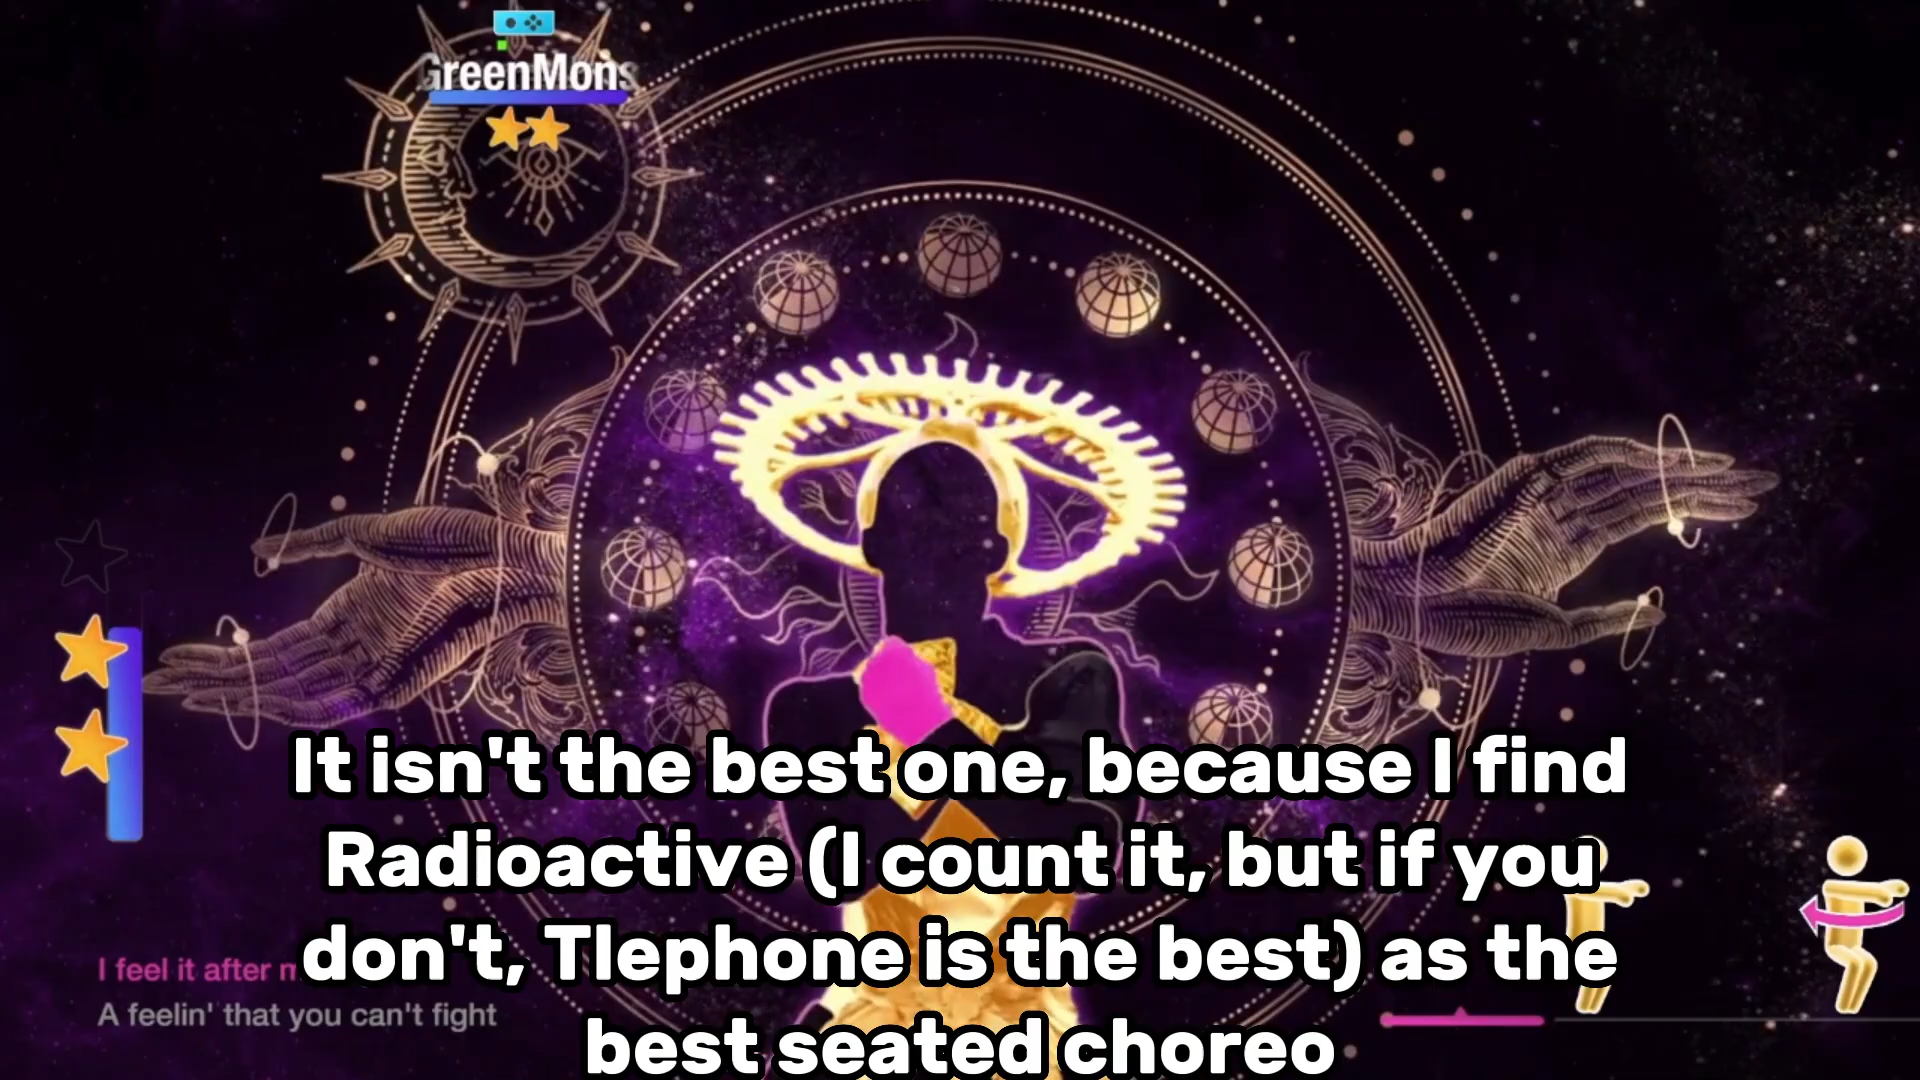 GreenMons
It isn't the best one, because I find
Radioactive (I count it, but if you
don't, Tlephone is the best) as the
best seated choreo
I feel it after
A feelin' that you can't fight